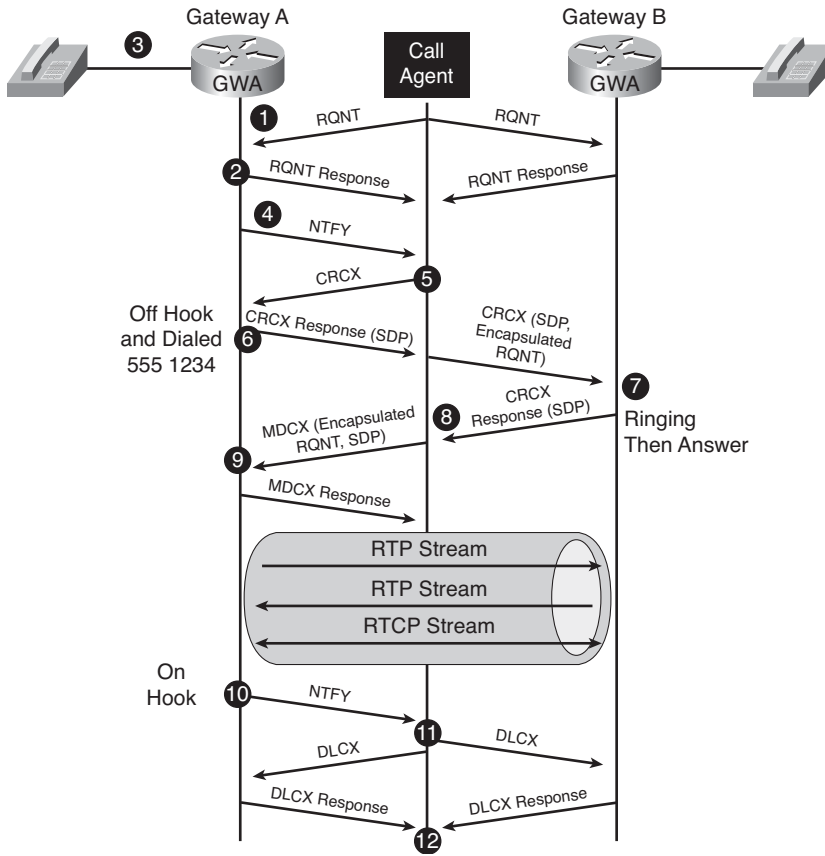 Gateway A
Gateway B
3
Call
Agent
GWA
GWA
1
RQNT
RQNT
2
RQNT Response
RQNT Response
4
NTFY
5
CRCX
Off Hook
and Dialed
555 1234
6
CRCX Response (SDP)
CRCX (SDP,
Encapsulated
RQNT)
7
CRCX
Response (SDP)
8
Ringing
Then Answer
MDCX (Encapsulated
RQNT, SDP)
9
MDCX Response
RTP Stream
RTP Stream
RTCP Stream
On
Hook
10
NTFY
11
DLCX
DLCX
DLCX Response
DLCX Response
12